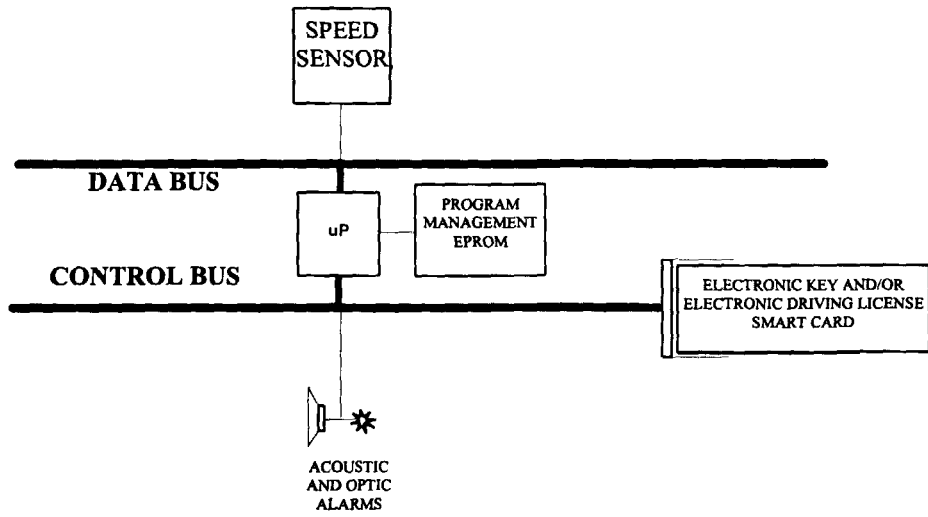 SPEED
SENSOR
DATA BUS
uP
PROGRAM
MANAGEMENT
EPROM
CONTROL BUS
ELECTRONIC KEY AND/OR
ELECTRONIC DRIVING LICENSE
SMART CARD
ACOUSTIC
AND OPTIC
ALARMS